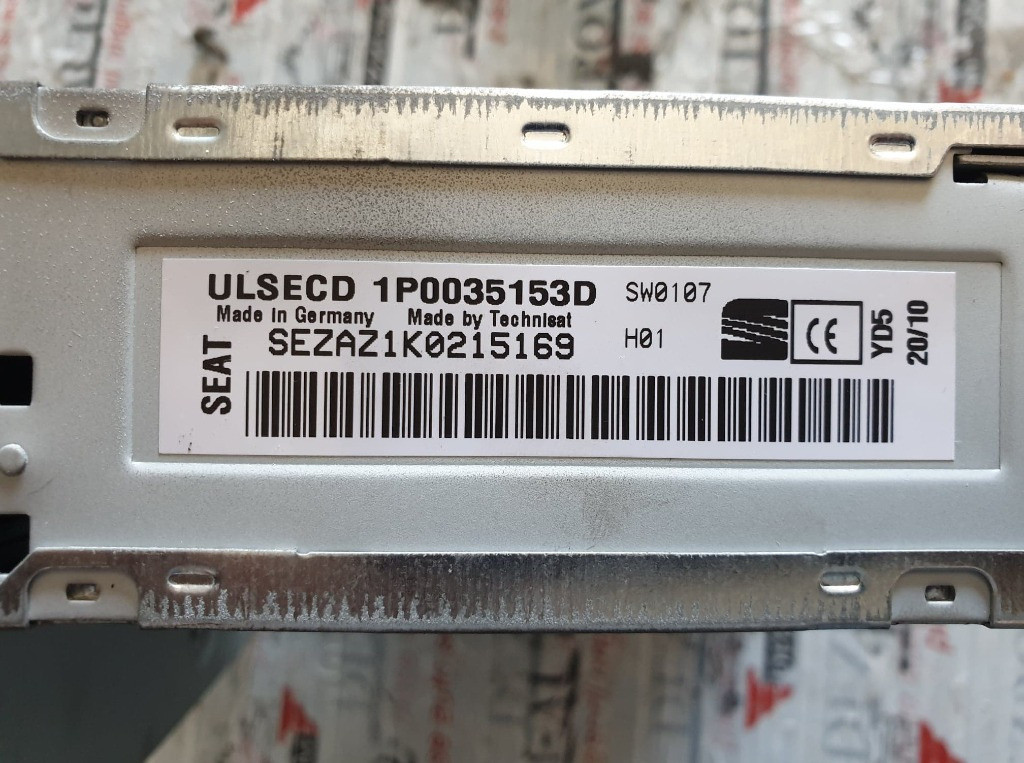 ULSECD 1P0035153D SW0107
Made in Germany Made by Technisat
SEZAZ1K0215169 H01
SEAT
CE
YD5
20/10